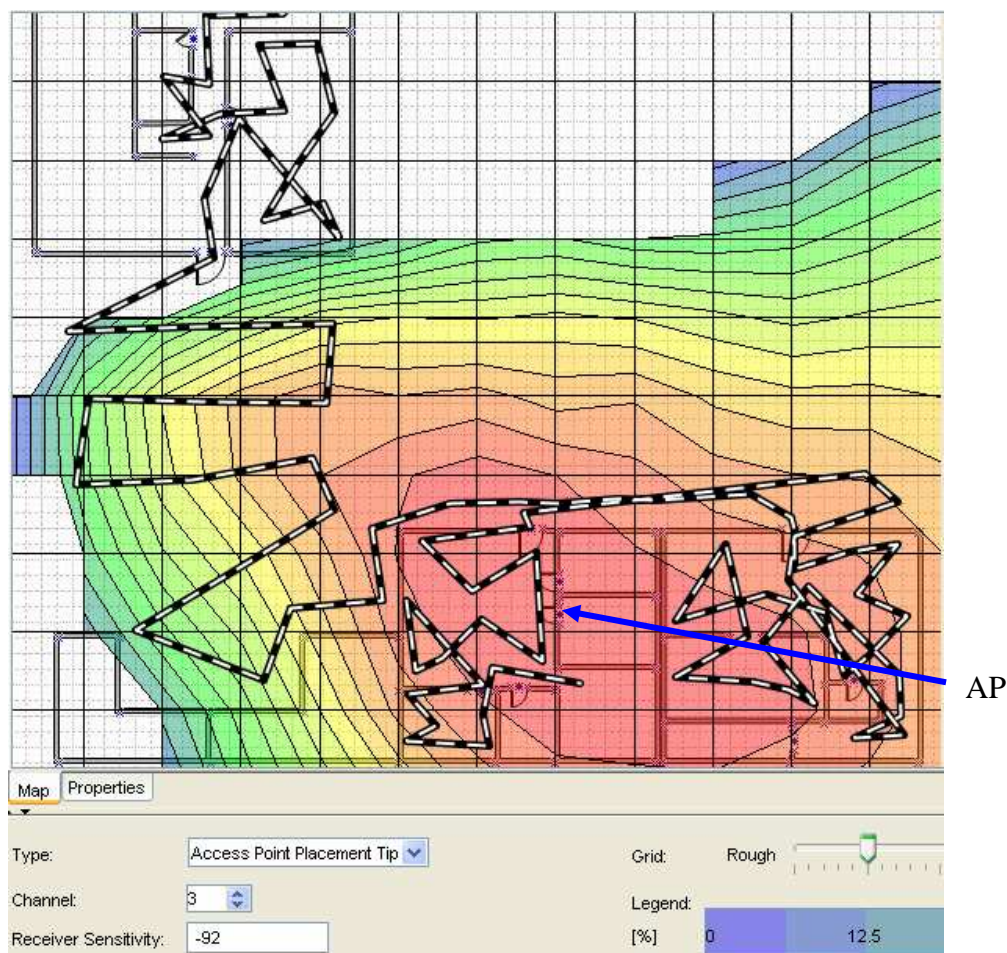 AP
Map Properties
Type: Access Point Placement Tip Grid: Rough
Channel: 3 Legend:
Receiver Sensitivity: -92 [%] 0 12.5